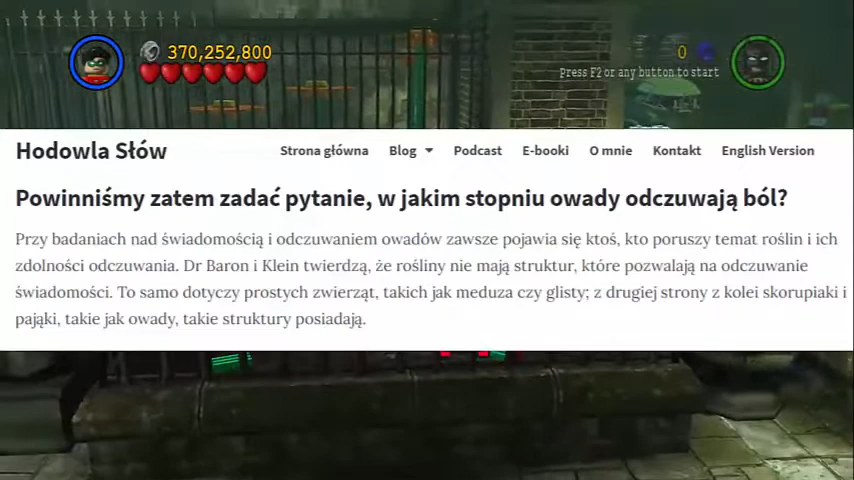 370,252,800
0
Press F2 or any button to start
Hodowla Słów
Strona główna Blog Podcast E-booki O mnie Kontakt English Version
Powinniśmy zatem zadać pytanie, w jakim stopniu owady odczuwają ból?
Przy badaniach nad świadomością i odczuwaniem owadów zawsze pojawia się ktoś, kto poruszy temat roślin i ich
zdolności odczuwania. Dr Baron i Klein twierdzą, że rośliny nie mają struktur, które pozwalają na odczuwanie
świadomości. To samo dotyczy prostych zwierząt, takich jak meduza czy glisty; z drugiej strony z kolei skorupiaki i
pająki, takie jak owady, takie struktury posiadają.